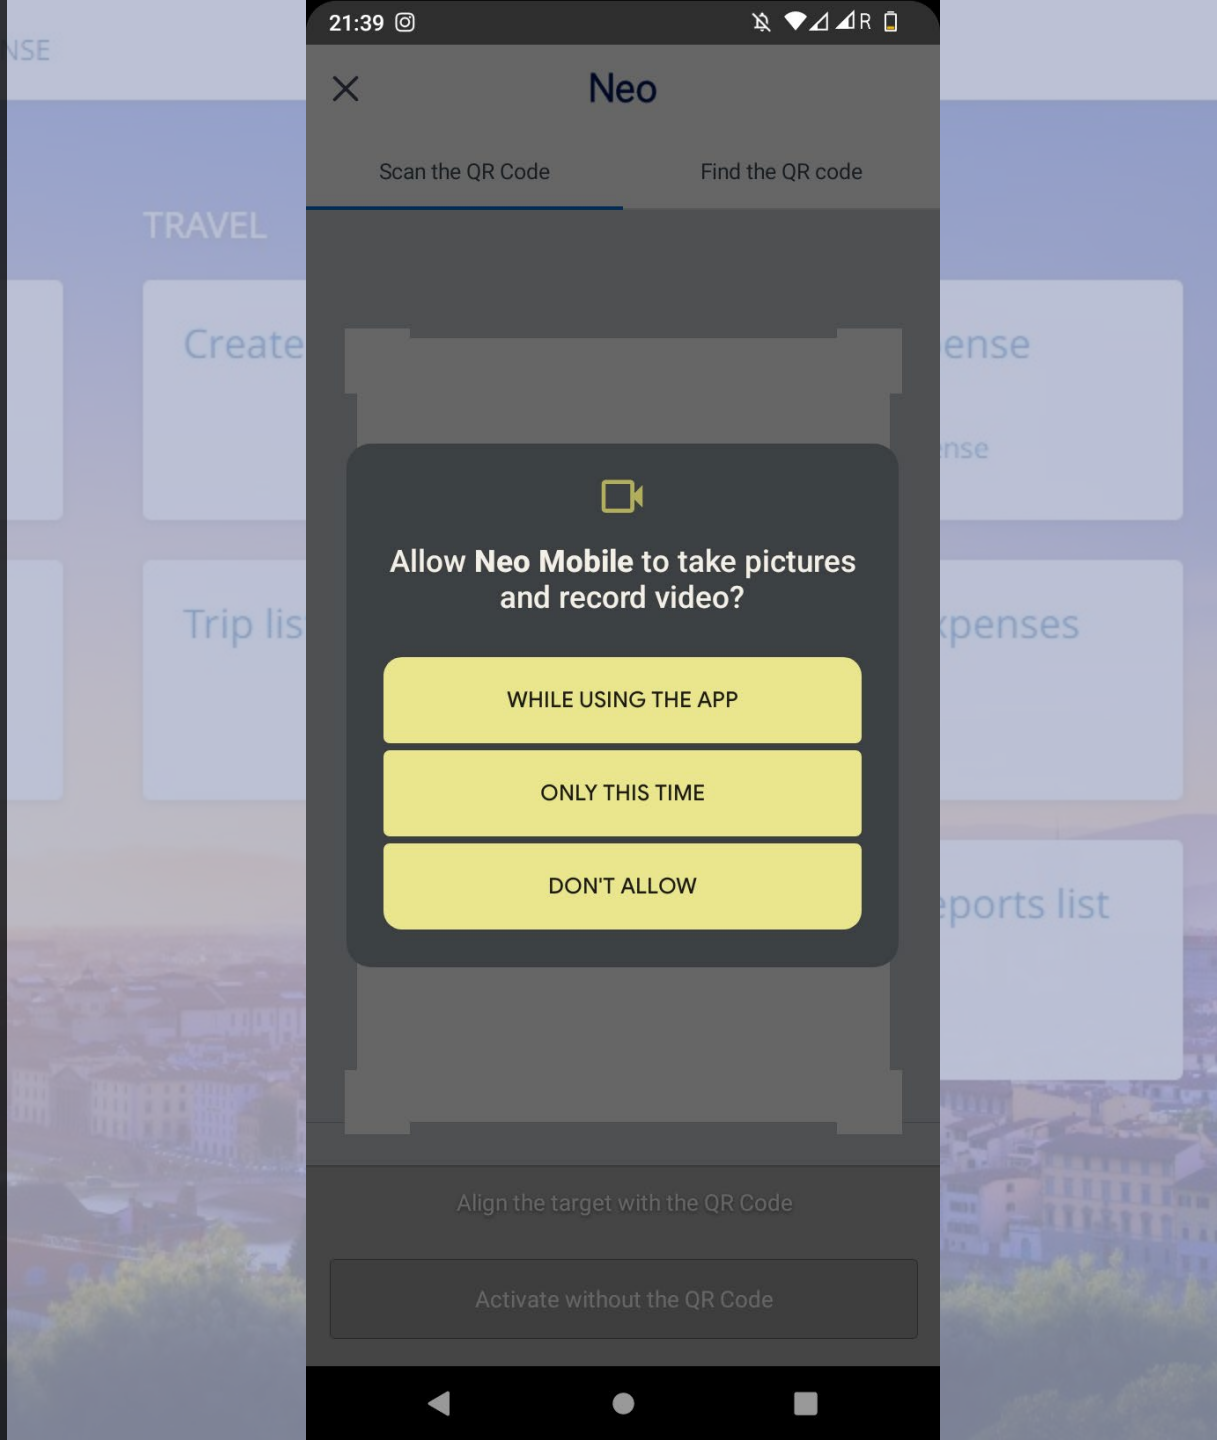 21:39
R
Neo
Scan the QR Code
Find the QR code
Allow Neo Mobile to take pictures
and record video?
WHILE USING THE APP
ONLY THIS TIME
DON'T ALLOW
Align the target with the QR Code
Activate without the QR Code
TRAVEL
Create
Trip lis
ense
nse
xpenses
eports list
NSE